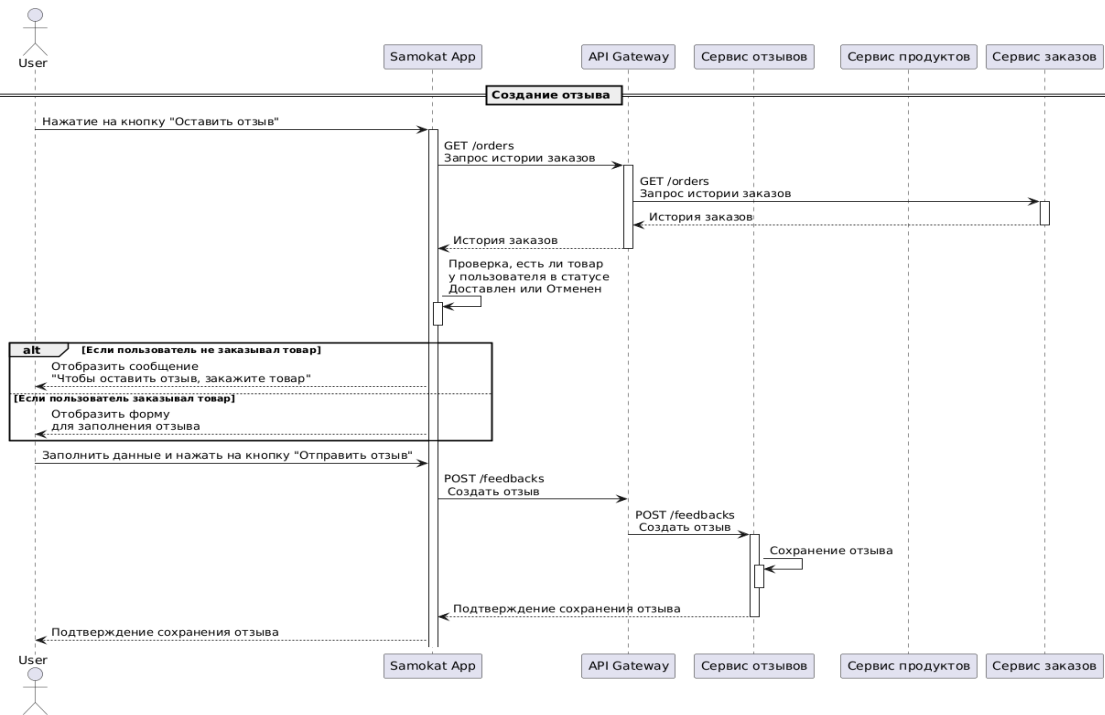 User
Samokat App
API Gateway
Сервис отзывов
Сервис продуктов
Сервис заказов
Создание отзыва
Нажатие на кнопку "Оставить отзыв"
GET /orders
Запрос истории заказов
GET /orders
Запрос истории заказов
История заказов
История заказов
Проверка, есть ли товар
у пользователя в статусе
Доставлен или Отменен
alt
[Если пользователь не заказывал товар]
Отобразить сообщение
"Чтобы оставить отзыв, закажите товар"
[Если пользователь заказывал товар]
Отобразить форму
для заполнения отзыва
Заполнить данные и нажать на кнопку "Отправить отзыв"
POST /feedbacks
Создать отзыв
POST /feedbacks
Создать отзыв
Сохранение отзыва
Подтверждение сохранения отзыва
Подтверждение сохранения отзыва
User
Samokat App
API Gateway
Сервис отзывов
Сервис продуктов
Сервис заказов